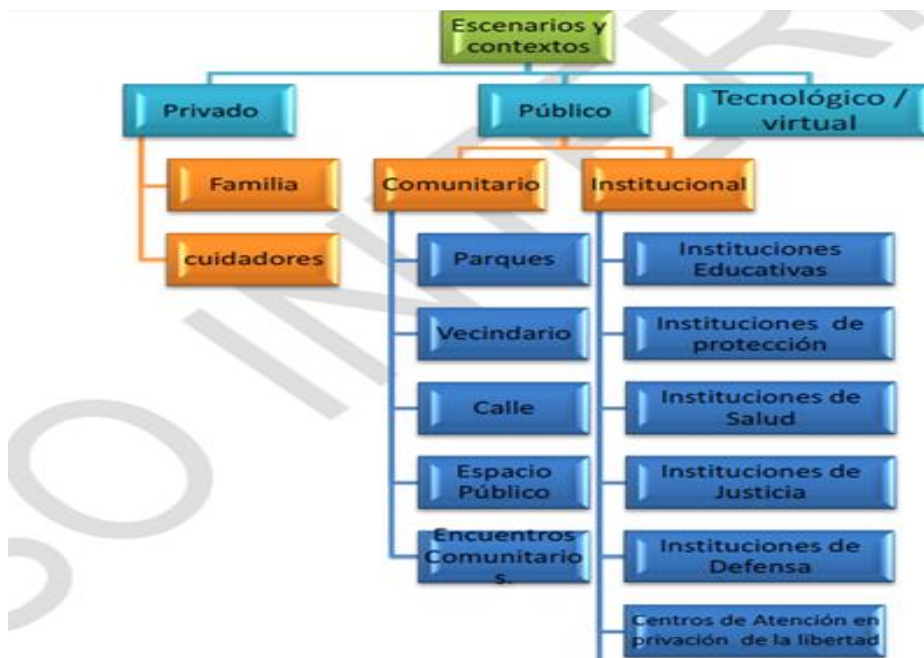 Escenarios y
contextos
Privado
Público
Tecnológico /
virtual
Familia
cuidadores
Comunitario
Institucional
Parques
Vecindario
Calle
Espacio
Público
Encuentros
Comunitario
s.
Instituciones
Educativas
Instituciones de
protección
Instituciones de
Salud
Instituciones de
Justicia
Instituciones de
Defensa
Centros de Atención en
privación de la libertad